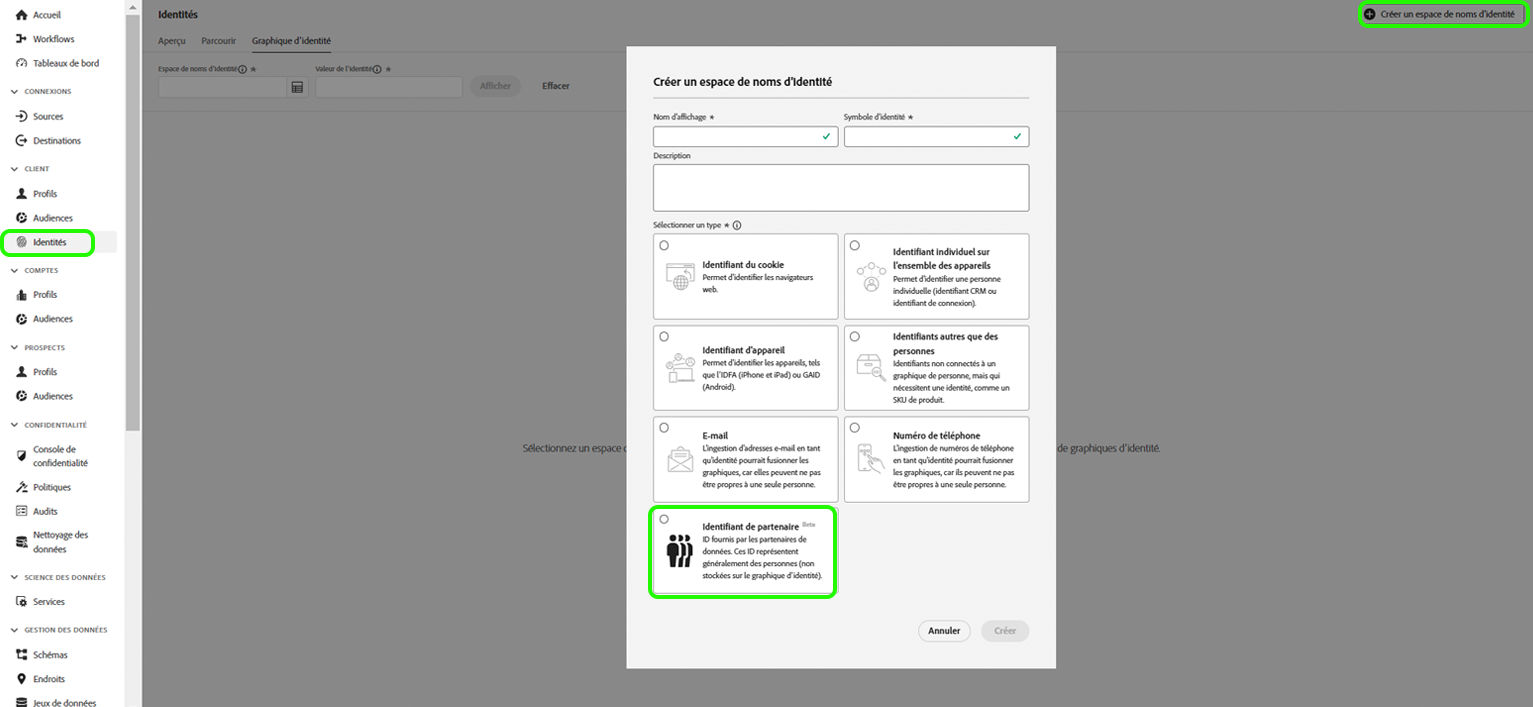 Accueil
Workflows
Tableaux de bord
CONNEXIONS
Sources
Destinations
CLIENT
Profils
Audiences
Identités
COMPTES
Profils
Audiences
PROSPECTS
Profils
Audiences
CONFIDENTIALITÉ
Console de
confidentialité
Politiques
Audits
Nettoyage des
données
SCIENCE DES DONNÉES
Services
GESTION DES DONNÉES
Schémas
Endroits
Jeux de données
Identités
Créer un espace de noms d'identité
Aperçu Parcourir Graphique d'identité
Espace de noms d'identité * Valeur de l'identité *
Afficher Effacer
Sélectionnez un espace de graphiques d'identité.
Créer un espace de noms d'identité
Nom d'affichage * Symbole d'identité *
Description
Sélectionner un type *
Identifiant du cookie
Permet d'identifier les navigateurs
web.
Identifiant individuel sur
l'ensemble des appareils
Permet d'identifier une personne
individuelle (identifiant CRM ou
identifiant de connexion).
Identifiant d'appareil
Permet d'identifier les appareils, tels
que l'IDFA (iPhone et iPad) ou GAID
(Android).
Identifiants autres que des
personnes
Identifiants non connectés à un
graphique de personne, mais qui
nécessitent une identité, comme un
SKU de produit.
E-mail
L'ingestion d'adresses e-mail en tant
qu'identité pourrait fusionner les
graphiques, car elles peuvent ne pas
être propres à une seule personne.
Numéro de téléphone
L'ingestion de numéros de téléphone
en tant qu'identité pourrait fusionner
les graphiques, car ils peuvent ne pas
être propres à une seule personne.
Identifiant de partenaire Beta
ID fournis par les partenaires de
données. Ces ID représentent
généralement des personnes (non
stockées sur le graphique d'identité).
Annuler Créer